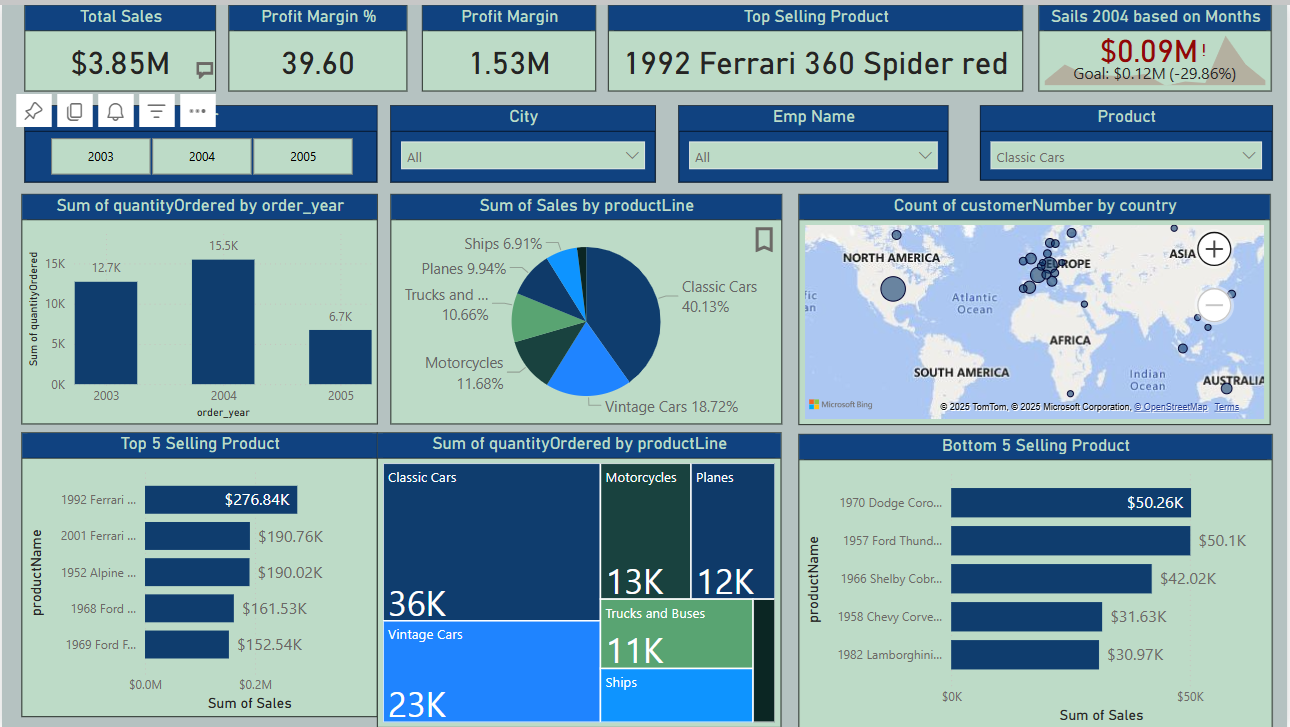 Total Sales
$3.85M
Profit Margin %
39.60
Profit Margin
1.53M
Top Selling Product
1992 Ferrari 360 Spider red
Sails 2004 based on Months
$0.09M!
Goal: $0.12M (-29.86%)
2003
2004
2005
City
All
Emp Name
All
Product
Classic Cars
Sum of quantityOrdered by order_year
Sum of quantityOrdered
15K
10K
5K
0K
12.7K
15.5K
6.7K
2003
2004
2005
order_year
Sum of Sales by productLine
Ships 6.91%
Planes 9.94%
Trucks and ...
10.66%
Motorcycles
11.68%
Classic Cars
40.13%
Vintage Cars 18.72%
Count of customerNumber by country
NORTH AMERICA
EUROPE
ASIA
Atlantic
Ocean
AFRICA
SOUTH AMERICA
Indian
Ocean
AUSTRALIA
Microsoft Bing
© 2025 TomTom, © 2025 Microsoft Corporation, © OpenStreetMap Terms
Top 5 Selling Product
productName
1992 Ferrari ...
$276.84K
2001 Ferrari ...
$190.76K
1952 Alpine ...
$190.02K
1968 Ford ...
$161.53K
1969 Ford F...
$152.54K
$0.0M
$0.2M
Sum of Sales
Sum of quantityOrdered by productLine
Classic Cars
36K
Vintage Cars
23K
Motorcycles
13K
Planes
12K
Trucks and Buses
11K
Ships
Bottom 5 Selling Product
productName
1970 Dodge Coro...
$50.26K
1957 Ford Thund...
$50.1K
1966 Shelby Cobr...
$42.02K
1958 Chevy Corve...
$31.63K
1982 Lamborghini...
$30.97K
$0K
$50K
Sum of Sales